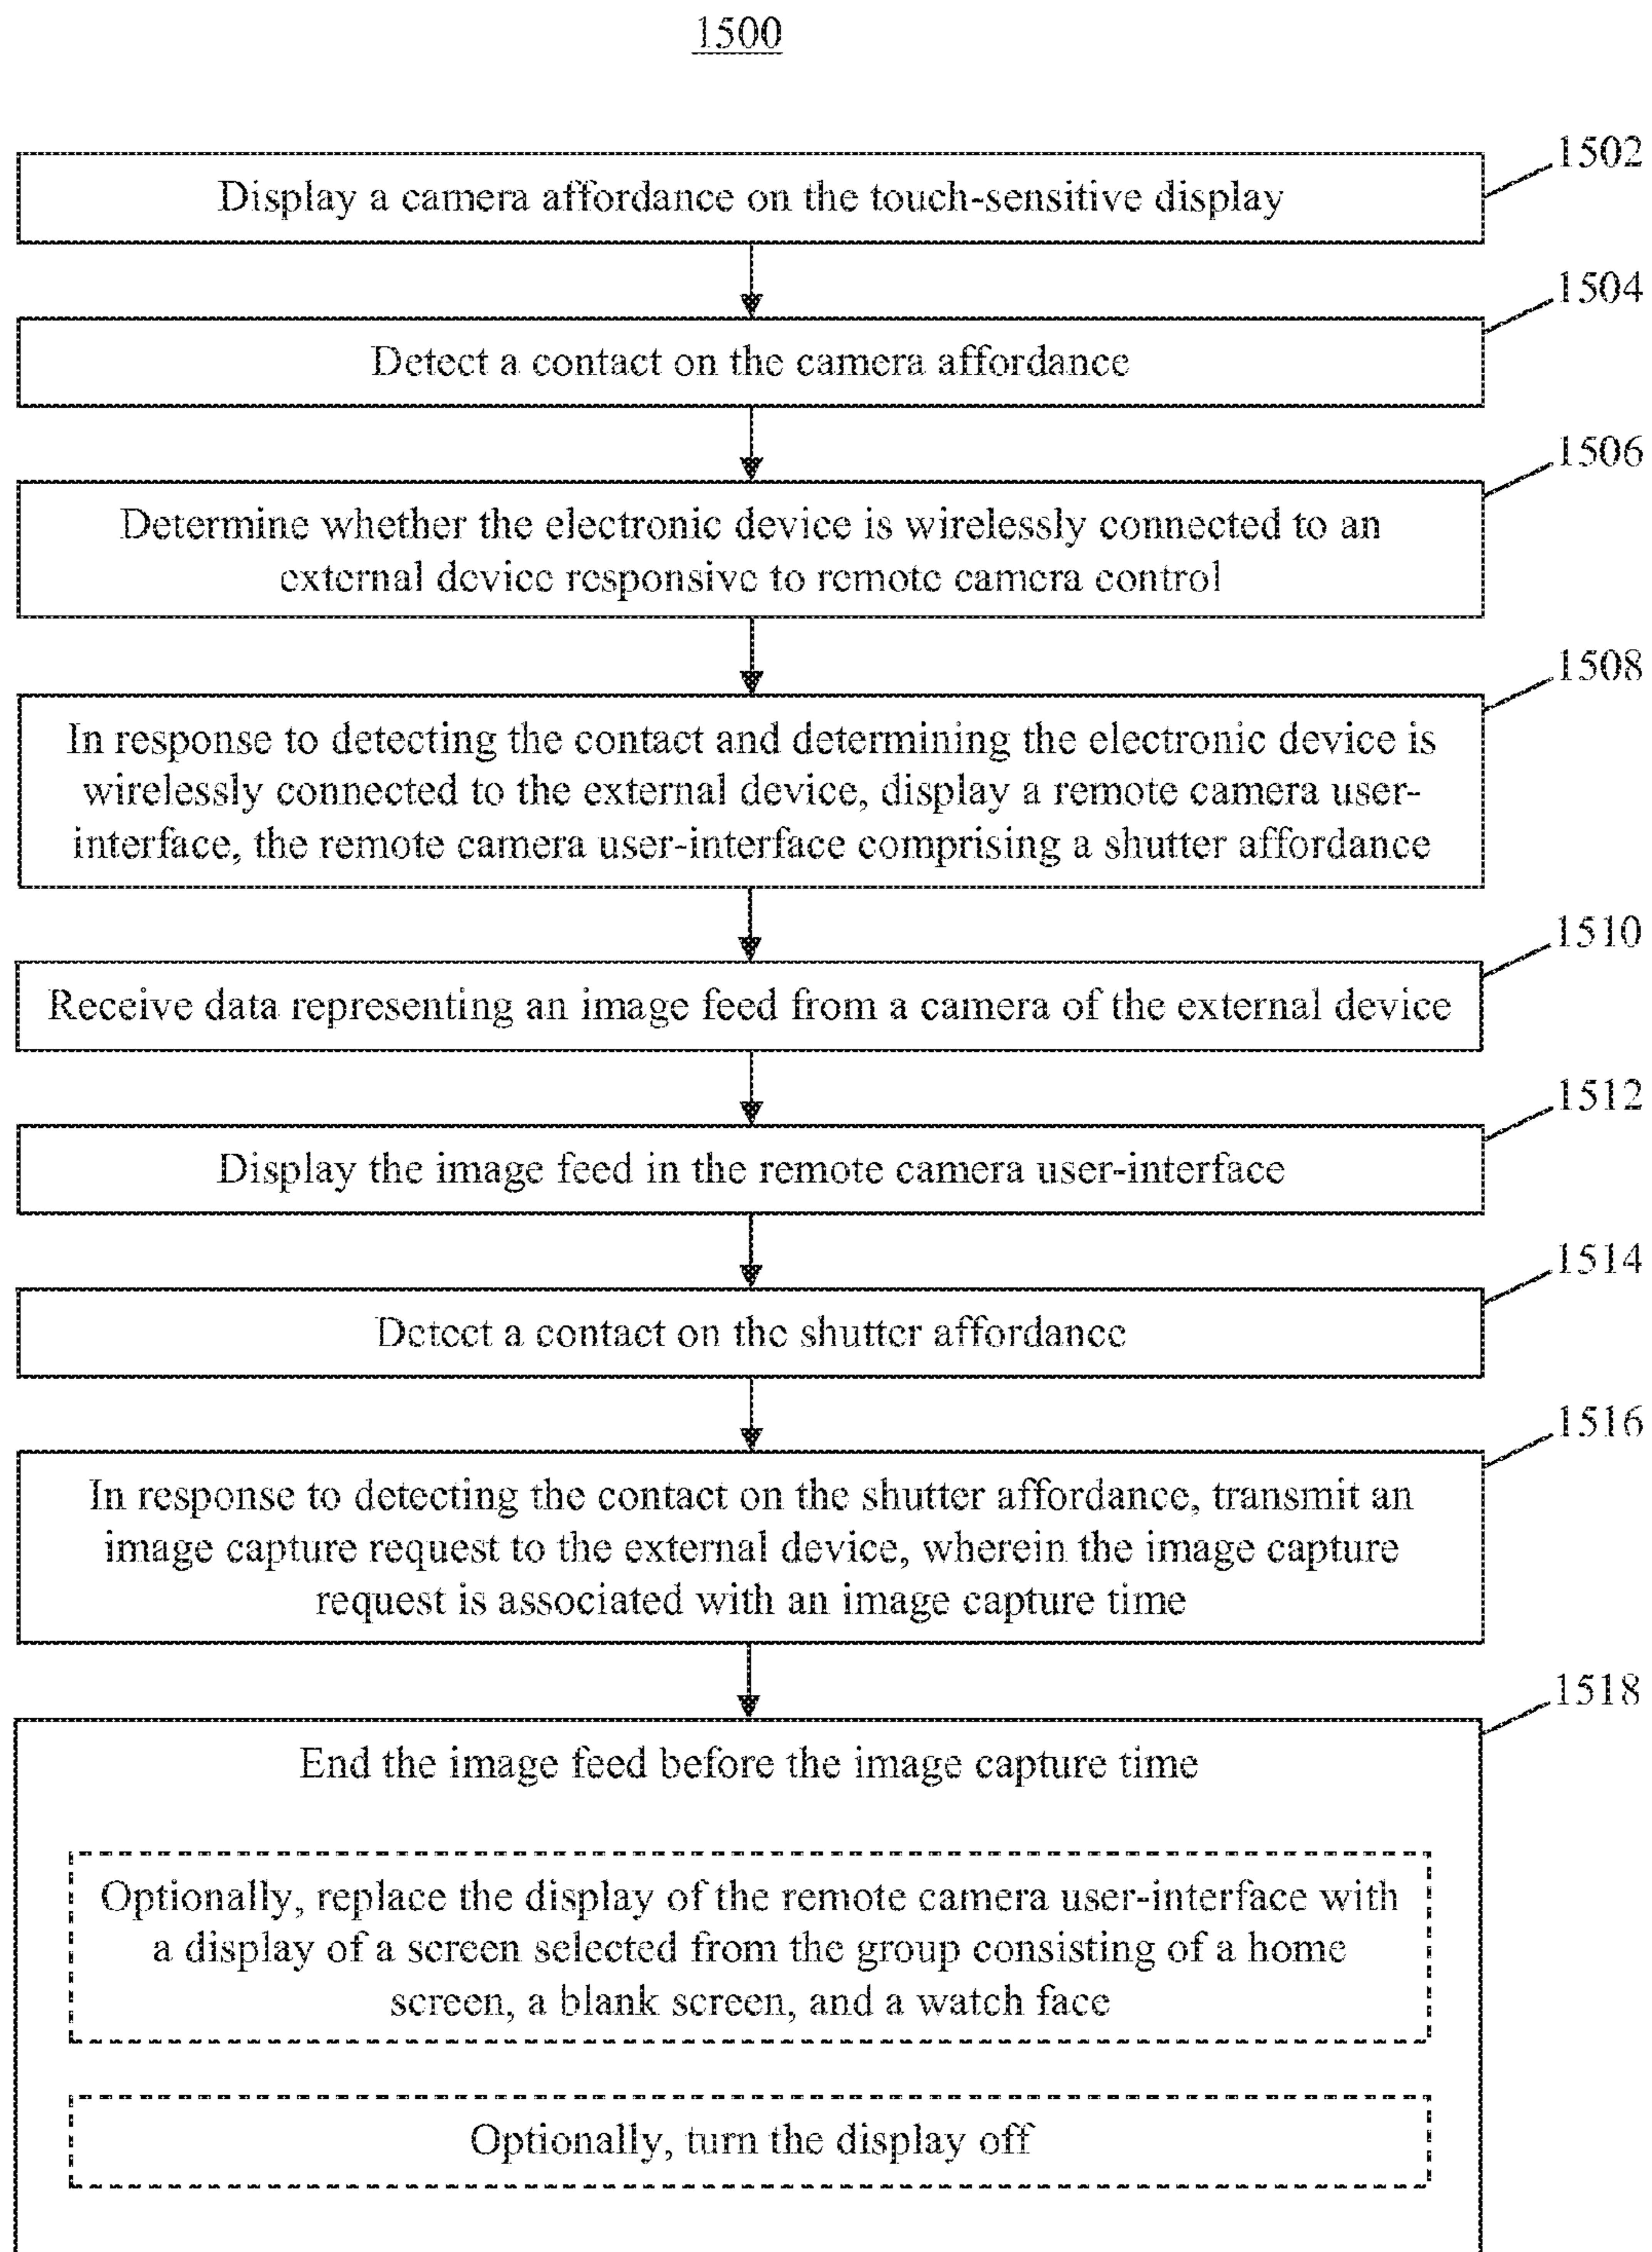 1500
1502
Display a camera affordance on the touch-sensitive display
1504
Detect a contact on the camera affordance
1506
Determine whether the electronic device is wirelessly connected to an
external device responsive to remote camera control
1508
In response to detecting the contact and determining the electronic device is
wirelessly connected to the external device, display a remote camera user-
interface, the remote camera user-interface comprising a shutter affordance
1510
Receive data representing an image feed from a camera of the external device
1512
Display the image feed in the remote camera user-interface
1514
Detect a contact on the shutter affordance
1516
In response to detecting the contact on the shutter affordance, transmit an
image capture request to the external device, wherein the image capture
request is associated with an image capture time
1518
End the image feed before the image capture time
Optionally, replace the display of the remote camera user-interface with
a display of a screen selected from the group consisting of a home
screen, a blank screen, and a watch face
Optionally, turn the display off